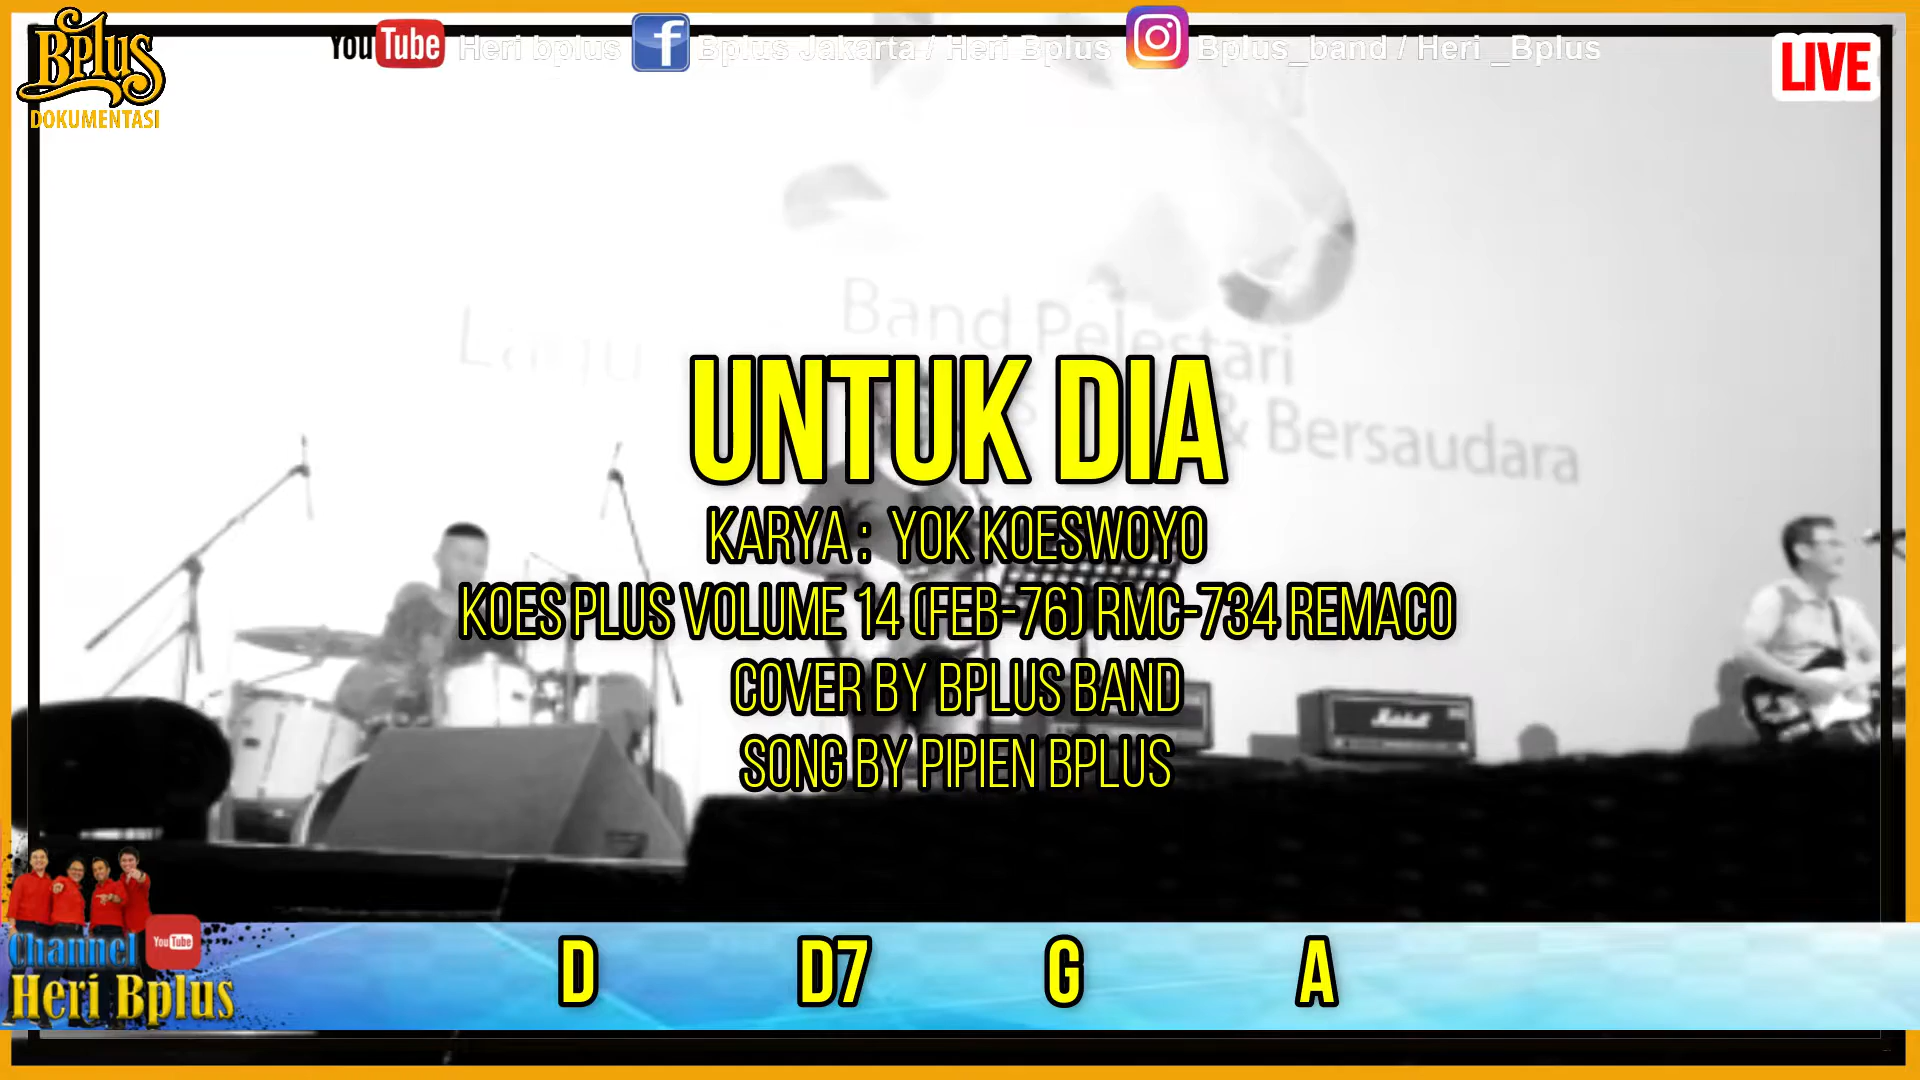 Bplus
DOKUMENTASI
YouTube Heri bplus f Bplus Jakarta / Heri Bplus Bplus_band / Heri _Bplus
LIVE
Lagu
Band Pelestari
& Bersaudara
UNTUK DIA
KARYA : YOK KOESWOYO
KOES PLUS VOLUME 14 (FEB-76) RMC-734 REMACO
COVER BY BPLUS BAND
SONG BY PIPIEN BPLUS
Marshall
Channel YouTube
Heri Bplus
D D7 G A